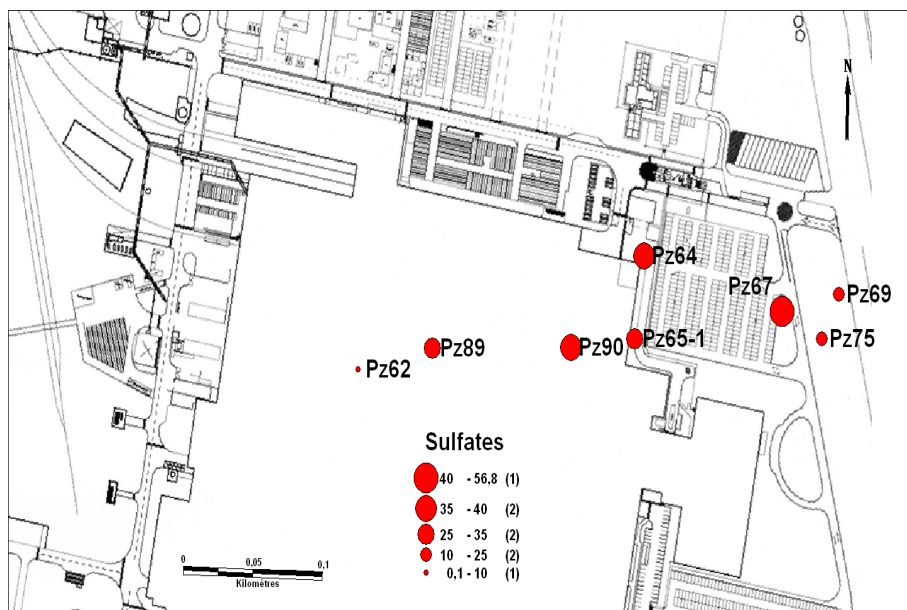 N
Pz64
Pz67
Pz69
Pz75
Pz65-1
Pz90
Pz89
Pz62
Sulfates
40 - 56,8 (1)
35 - 40 (2)
25 - 35 (2)
10 - 25 (2)
0,1 - 10 (1)
0 0,05 0,1
Kilomètres